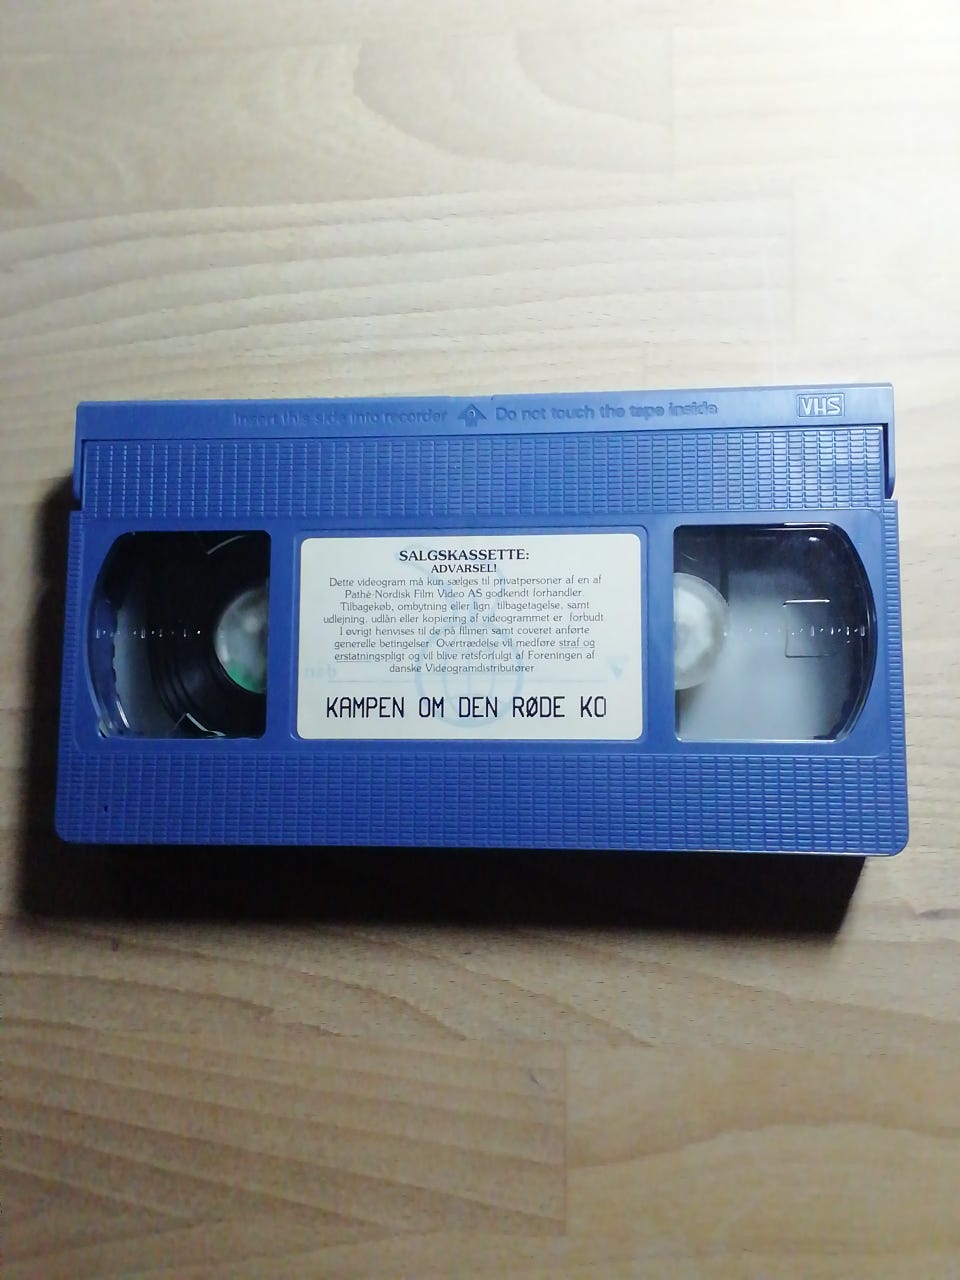 Insert this side into recorder Do not touch the tape inside VHS
SALGSKASSETTE:
ADVARSEL!
Dette videogram må kun sælges til privatpersoner af en af
Pathé-Nordisk Film Video AS godkendt forhandler.
Tilbagekøb, ombytning eller lign. tilbagetagelse, samt
udlejning, udlån eller kopiering af videogrammet er forbudt
I øvrigt henvises til de på filmen samt coveret anførte
generelle betingelser. Overtrædelse vil medføre straf og
erstatningspligt og vil blive retsforfulgt af Foreningen af
danske Videogramdistributører
KAMPEN OM DEN RØDE KO